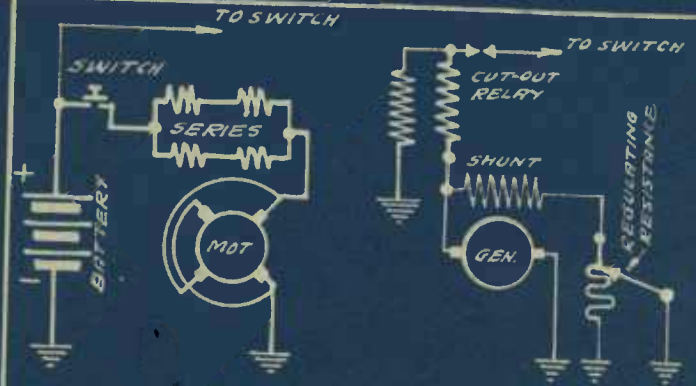 TO SWITCH
SWITCH
SERIES
+
BATTERY
-
MOT
TO SWITCH
CUT-OUT
RELAY
SHUNT
REGULATING
RESISTANCE
GEN.